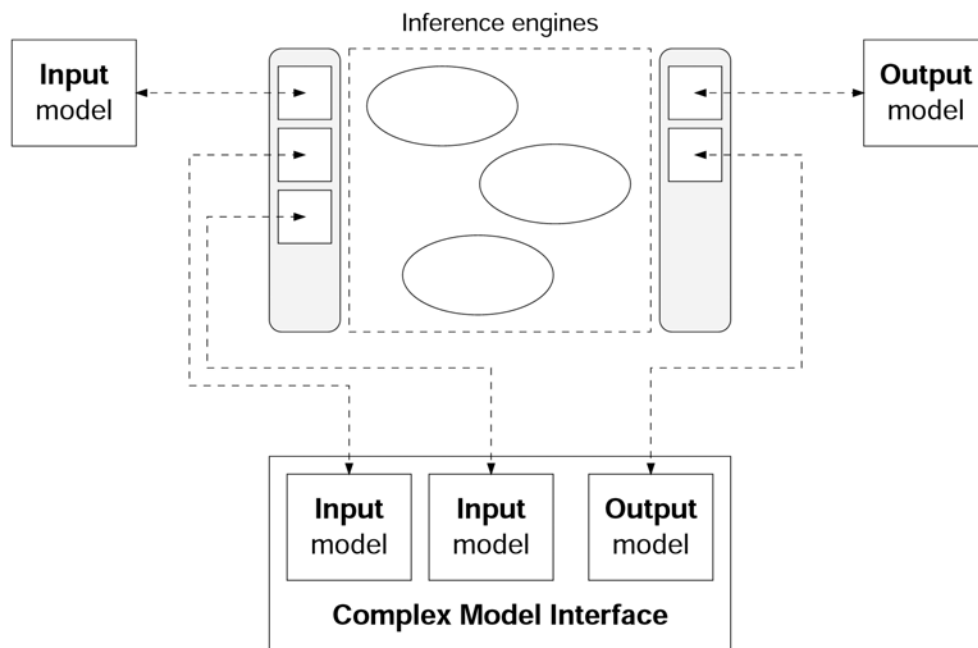 Inference engines
Input
model
Output
model
Input
model
Input
model
Output
model
Complex Model Interface